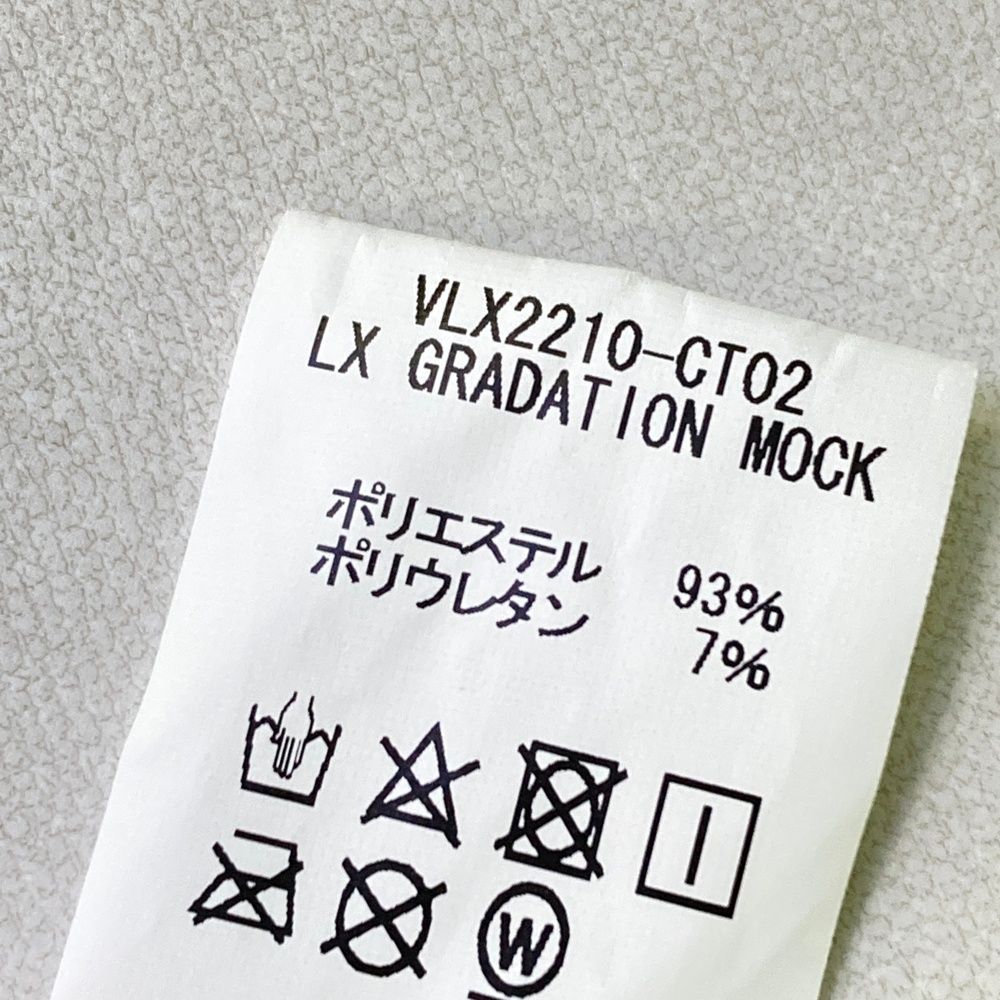 VLX2210-CT02
LX GRADATION MOCK
ポリエステル 93%
ポリウレタン 7%
W